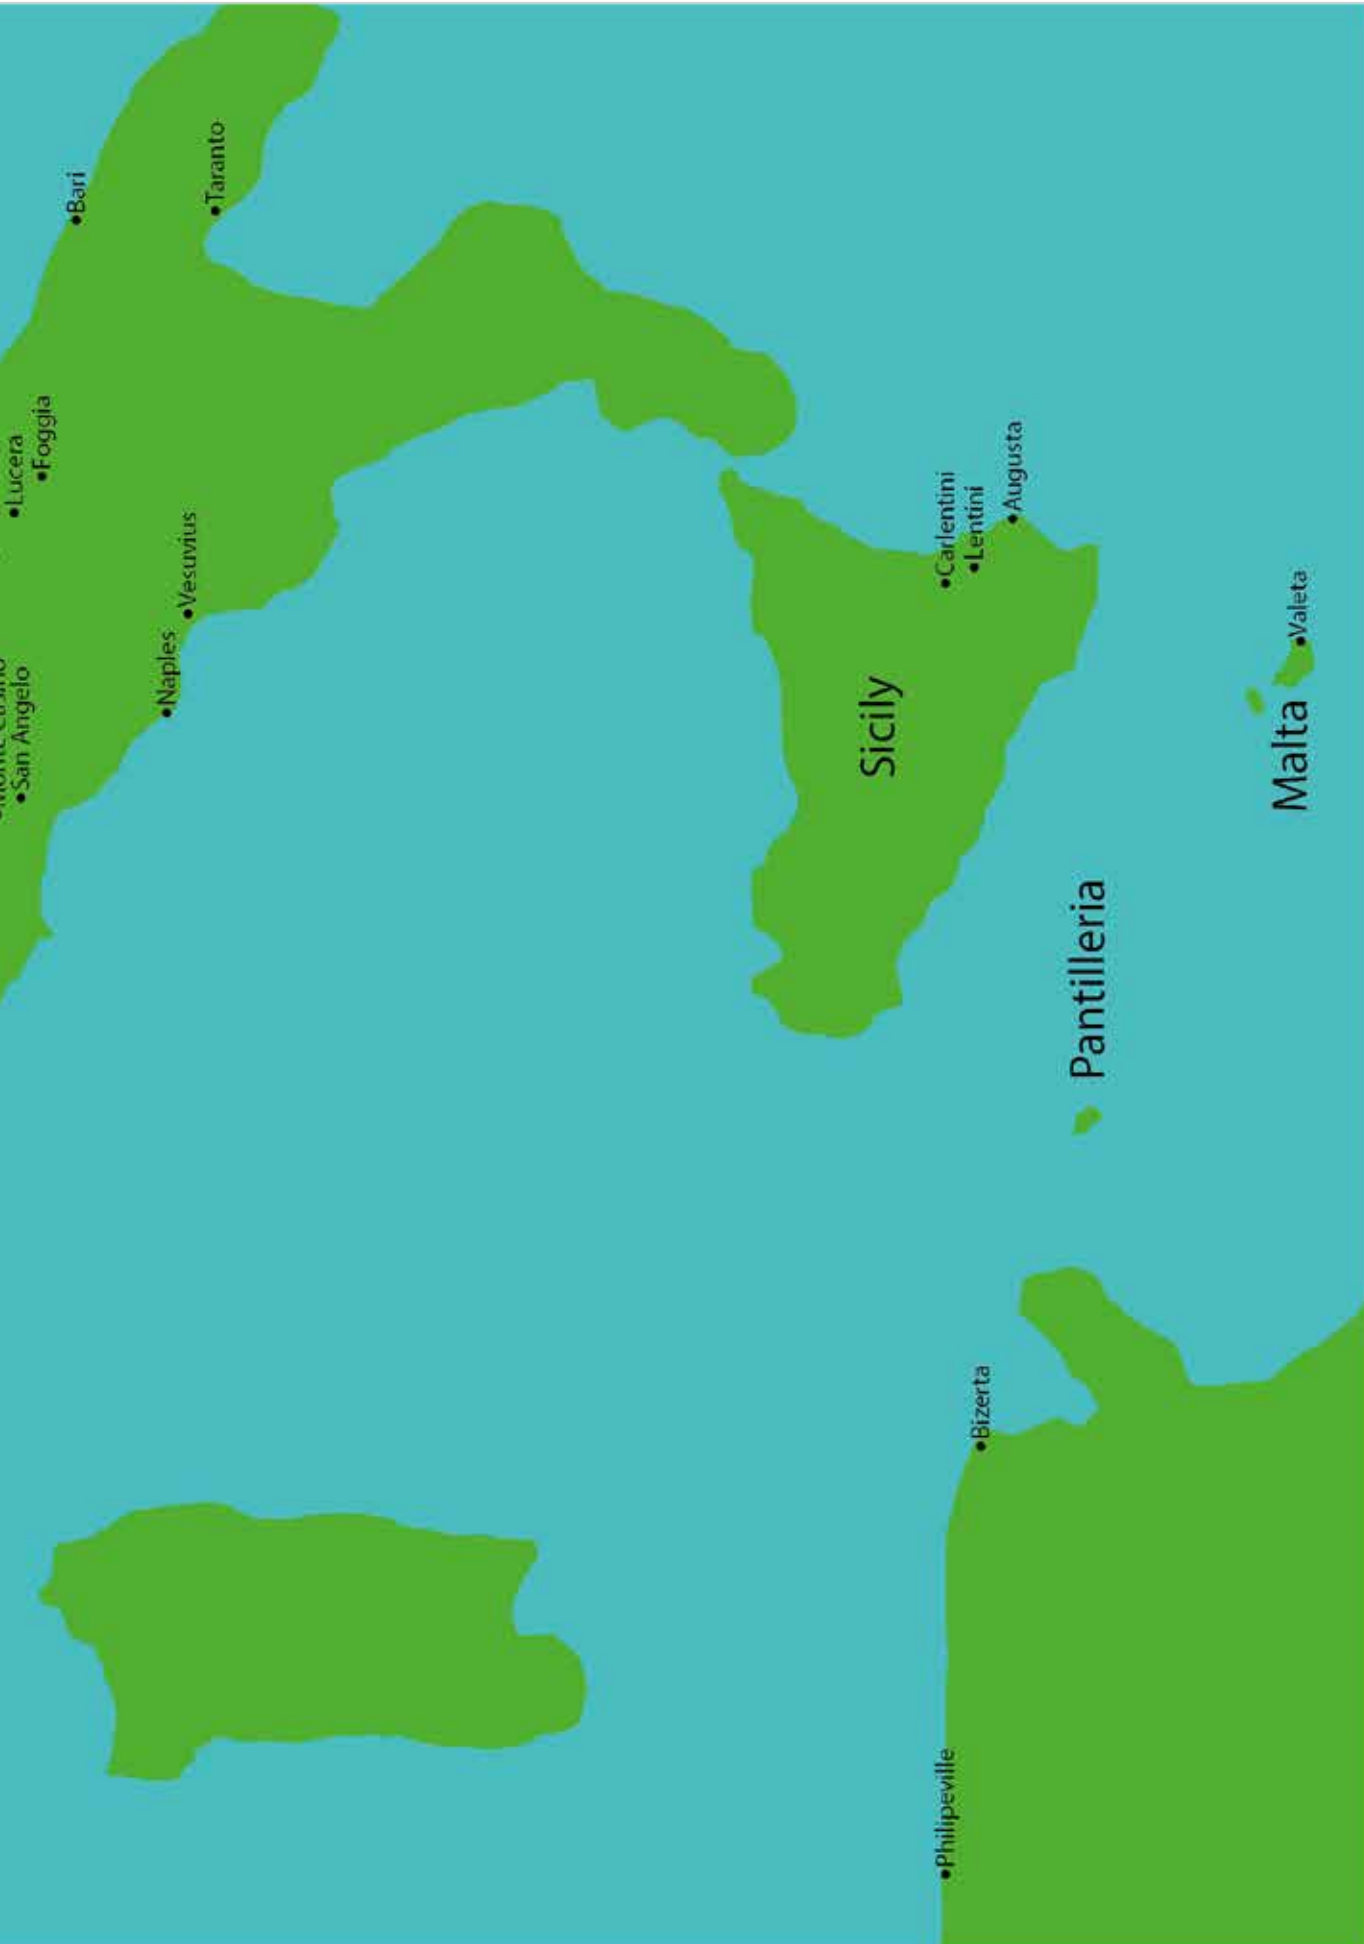 San Angelo
Lucera
Foggia
Bari
Naples
Vesuvius
Taranto
Sicily
Carlentini
Lentini
Augusta
Philipeville
Bizerta
Pantilleria
Malta
Valeta